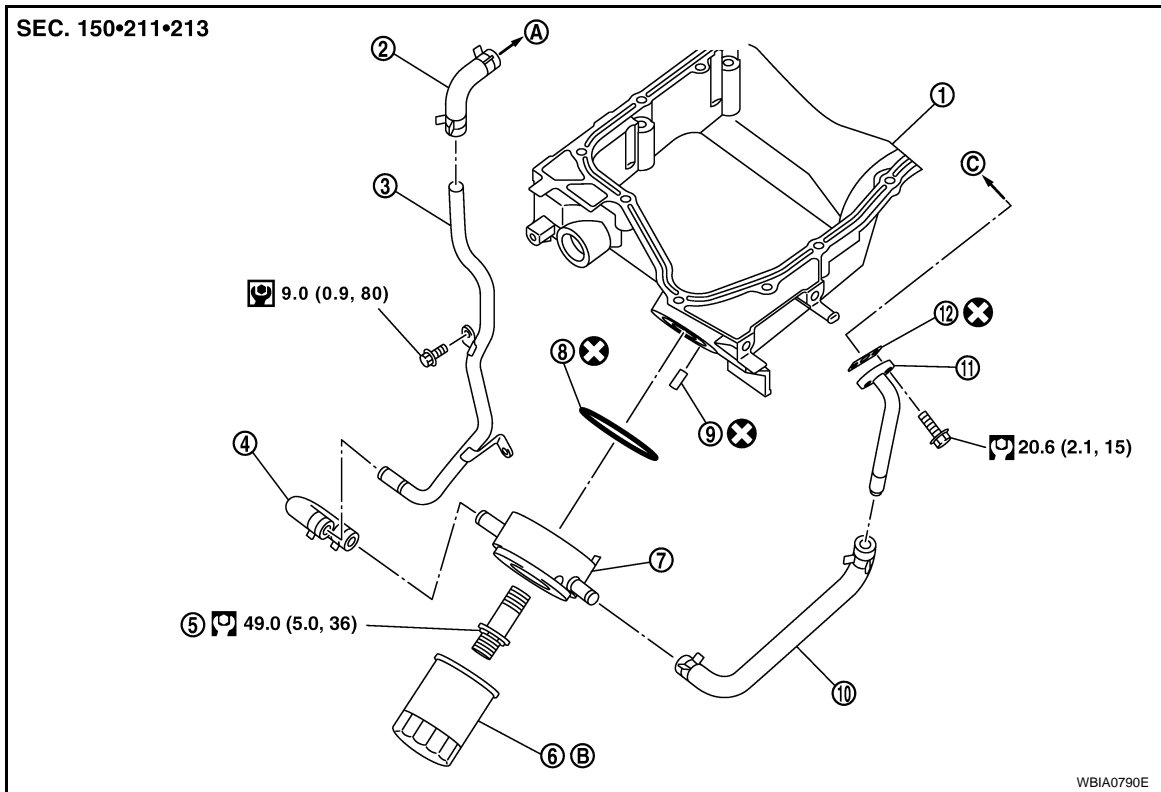 SEC. 150•211•213
② A
①
C
③
9.0 (0.9, 80)
⑫
⑧
⑪
⑨
④
20.6 (2.1, 15)
⑦
⑤ 49.0 (5.0, 36)
⑩
⑥ B
WBIA0790E